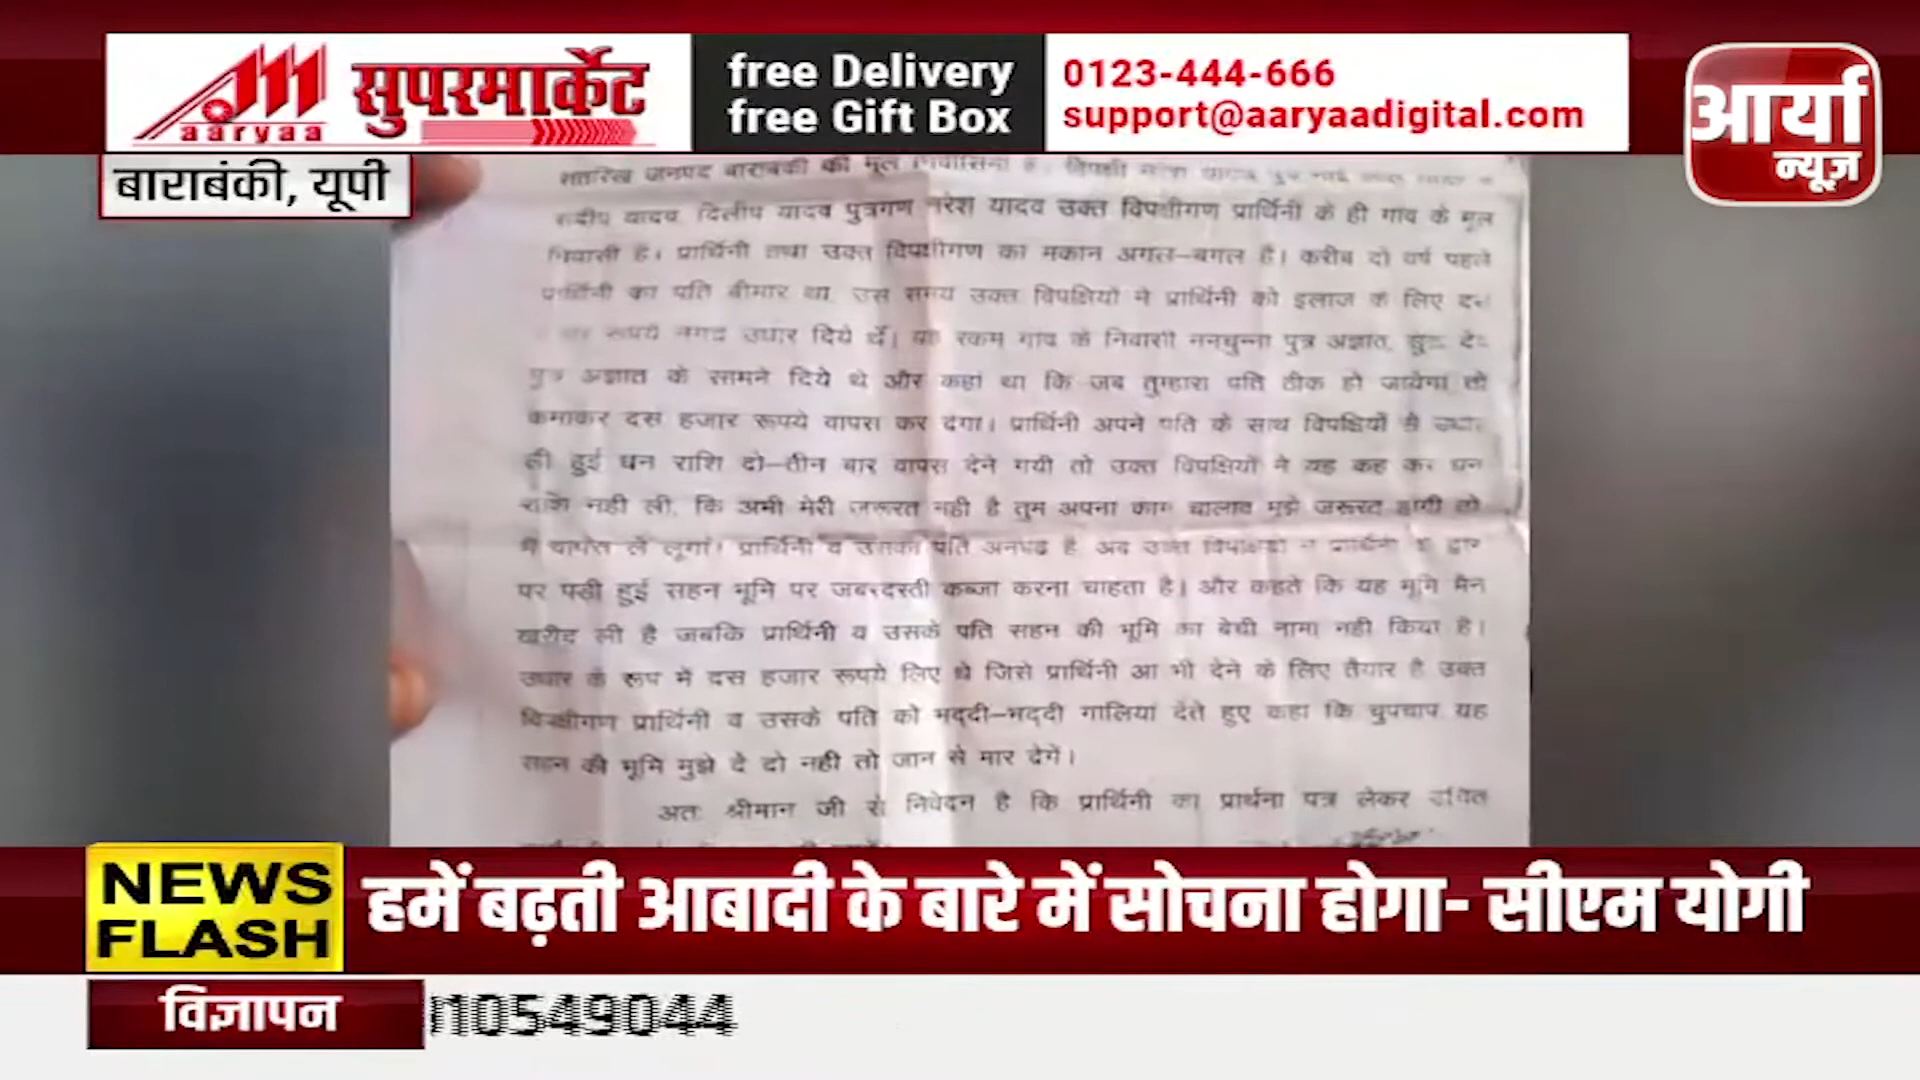 सुपरमार्केट
aaryaa
free Delivery
free Gift Box
0123-444-666
support@aaryaadigital.com
आर्या
न्यूज़
बाराबंकी, यूपी
जनपद बाराबंकी की मूल
यादव, दिलीप यादव पुत्रगण नरेश यादव उक्त विपक्षीगण प्रार्थिनी के ही गांव के मूल
निवासी है। प्रार्थिनी तथा उक्त विपक्षीगण का मकान अगल-बगल है। करीब दो वर्ष पहले
प्रार्थिनी का पति बीमार था, उस समय उक्त विपक्षियों ने प्रार्थिनी को इलाज के लिए दस
रूपये नगद उधार दिये थें। यह रकम गांव के निवासी ननचुन्ना पुत्र अज्ञात,
पुत्र अज्ञात के सामने दिये थे और कहा था कि जब तुम्हारा पति ठीक हो जायेगा तो
कमाकर दस हजार रूपये वापस कर देगा। प्रार्थिनी अपने पति के साथ विपक्षियों से उधार
ली हुई धन राशि दो-तीन बार वापस देने गयी तो उक्त विपक्षियों ने यह कह कर धन
राशि नही ली, कि अभी मेरी जरूरत नही है तुम अपना काम चालाव मुझे जरूरत होगी तो
मै वापस ले लूगां। प्रार्थिनी व उसका पति अनपढ है, अब उक्त विपक्षियों ने प्रार्थिनी के द्वार
पर पडी हुई सहन भूमि पर जबरदस्ती कब्जा करना चाहता है। और कहते कि यह भूमि मैने
खरीद ली है जबकि प्रार्थिनी व उसके पति सहन की भूमि का बेची नामा नही किया है।
उधार के रूप में दस हजार रूपये लिए थे जिसे प्रार्थिनी आ भी देने के लिए तैयार है उक्त
विपक्षीगण प्रार्थिनी व उसके पति को भद्दी-भद्दी गालियां देते हुए कहा कि चुपचाप यह
सहन की भूमि मुझे दे दो नही तो जान से मार देगें।
अतः श्रीमान जी से निवेदन है कि प्रार्थिनी का प्रार्थना पत्र लेकर उचित
NEWS
FLASH
हमें बढ़ती आबादी के बारे में सोचना होगा- सीएम योगी
विज्ञापन
10549044